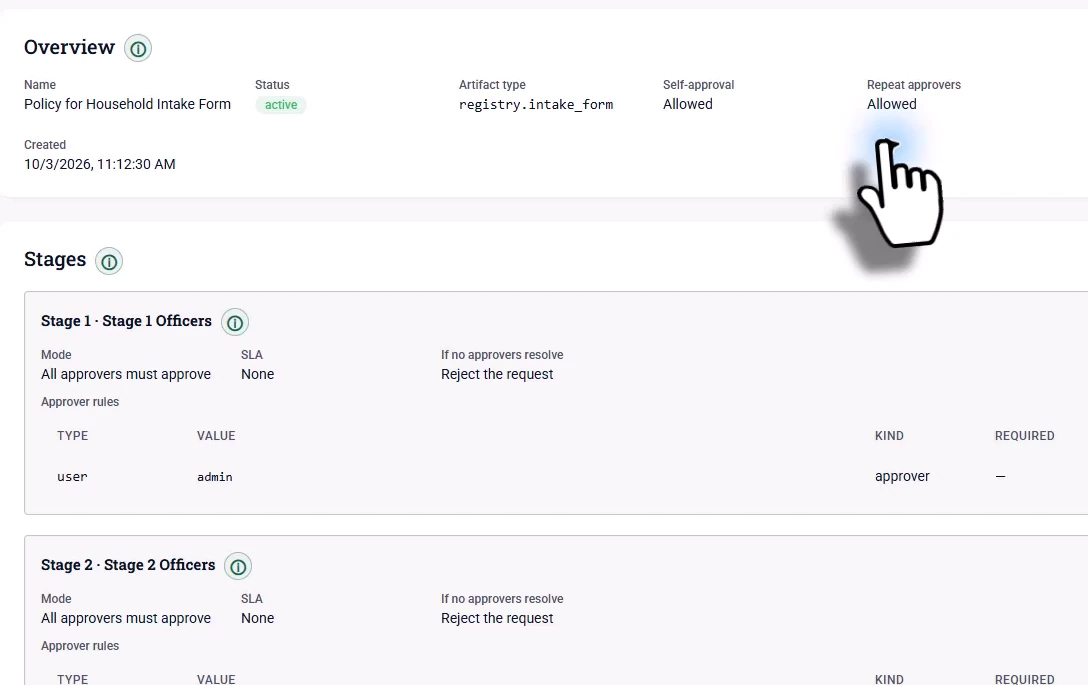 Overview
Name Status Artifact type Self-approval Repeat approvers
Policy for Household Intake Form active registry.intake_form Allowed Allowed
Created
10/3/2026, 11:12:30 AM
Stages
Stage 1 · Stage 1 Officers
Mode SLA If no approvers resolve
All approvers must approve None Reject the request
Approver rules
TYPE VALUE KIND REQUIRED
user admin approver —
Stage 2 · Stage 2 Officers
Mode SLA If no approvers resolve
All approvers must approve None Reject the request
Approver rules
TYPE VALUE KIND REQUIRED